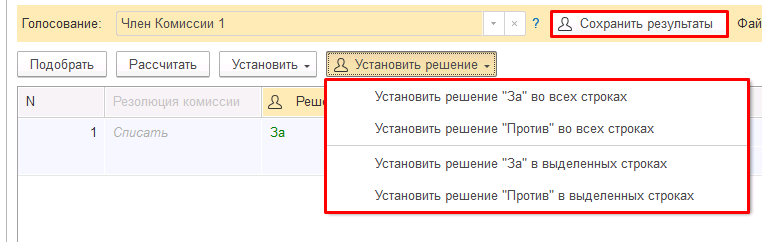 Голосование: Член Комиссии 1 ? Сохранить результаты Фай
Подобрать Рассчитать Установить Установить решение
N Резолюция комиссии Реше
Установить решение "За" во всех строках
1 Списать За
Установить решение "Против" во всех строках
Установить решение "За" в выделенных строках
Установить решение "Против" в выделенных строках